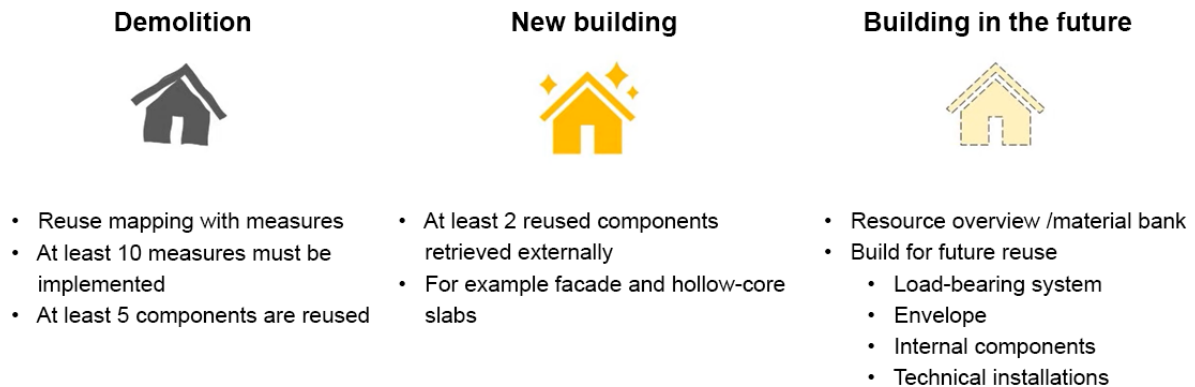 Demolition
• Reuse mapping with measures
• At least 10 measures must be
implemented
• At least 5 components are reused
New building
• At least 2 reused components
retrieved externally
• For example facade and hollow-core
slabs
Building in the future
• Resource overview /material bank
• Build for future reuse
• Load-bearing system
• Envelope
• Internal components
• Technical installations